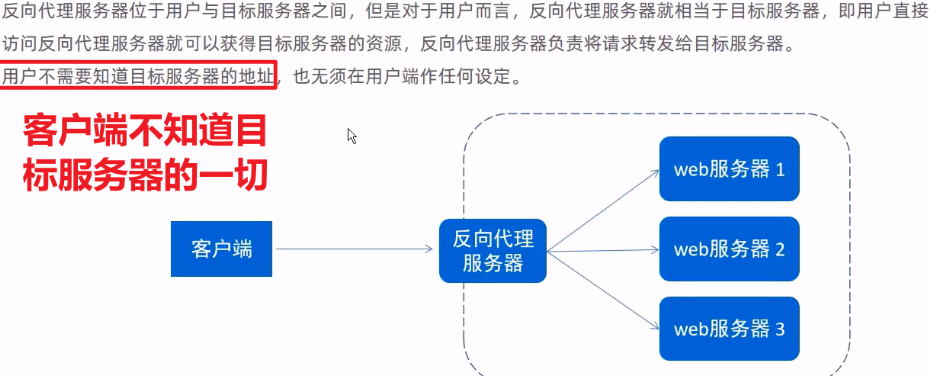 反向代理服务器位于用户与目标服务器之间，但是对于用户而言，反向代理服务器就相当于目标服务器，即用户直接
访问反向代理服务器就可以获得目标服务器的资源，反向代理服务器负责将请求转发给目标服务器。
用户不需要知道目标服务器的地址，也无须在用户端作任何设定。
客户端不知道目
标服务器的一切
客户端
反向代理
服务器
web服务器 1
web服务器 2
web服务器 3